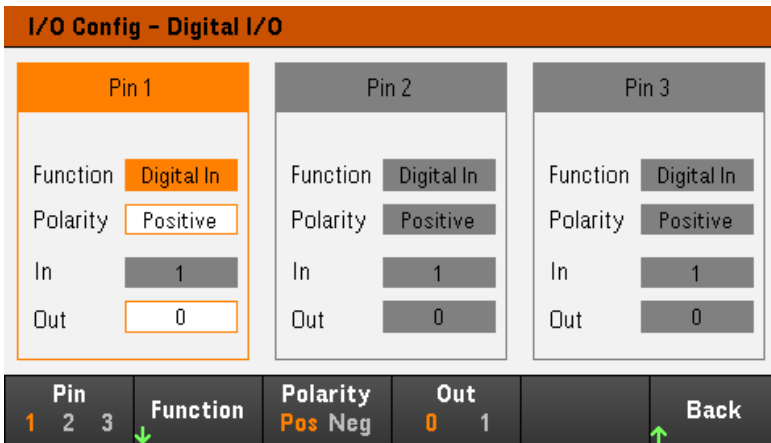 I/O Config - Digital I/O
Pin 1 Pin 2 Pin 3
Function Digital In Function Digital In Function Digital In
Polarity Positive Polarity Positive Polarity Positive
In 1 In 1 In 1
Out 0 Out 0 Out 0
Pin Polarity Out
Function Back
1 2 3 Pos Neg 0 1